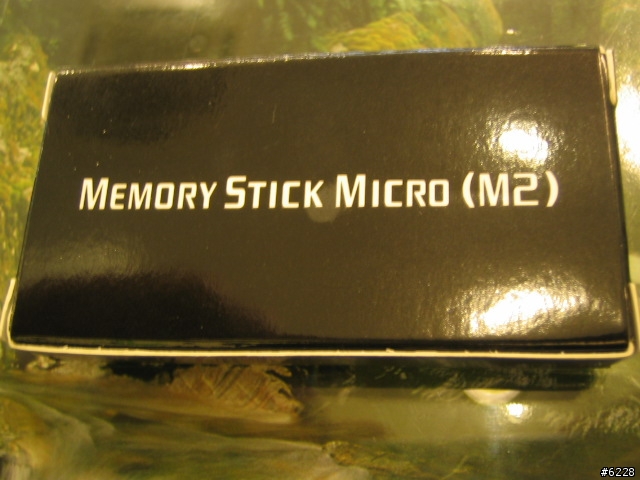 MEMORY STICK MICRO (M2)
#6228